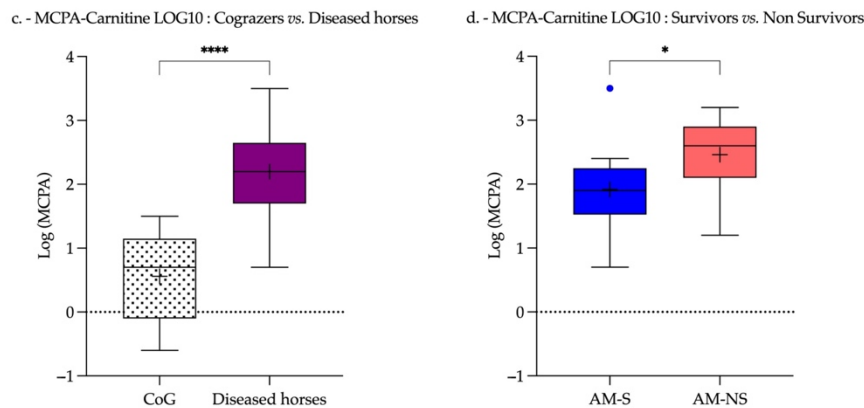 c. - MCPA-Carnitine LOG10 : Cograzers vs. Diseased horses
****
4
3
2
1
0
–1
Log (MCPA)
CoG
Diseased horses
d. - MCPA-Carnitine LOG10 : Survivors vs. Non Survivors
*
4
3
2
1
0
–1
Log (MCPA)
AM-S
AM-NS